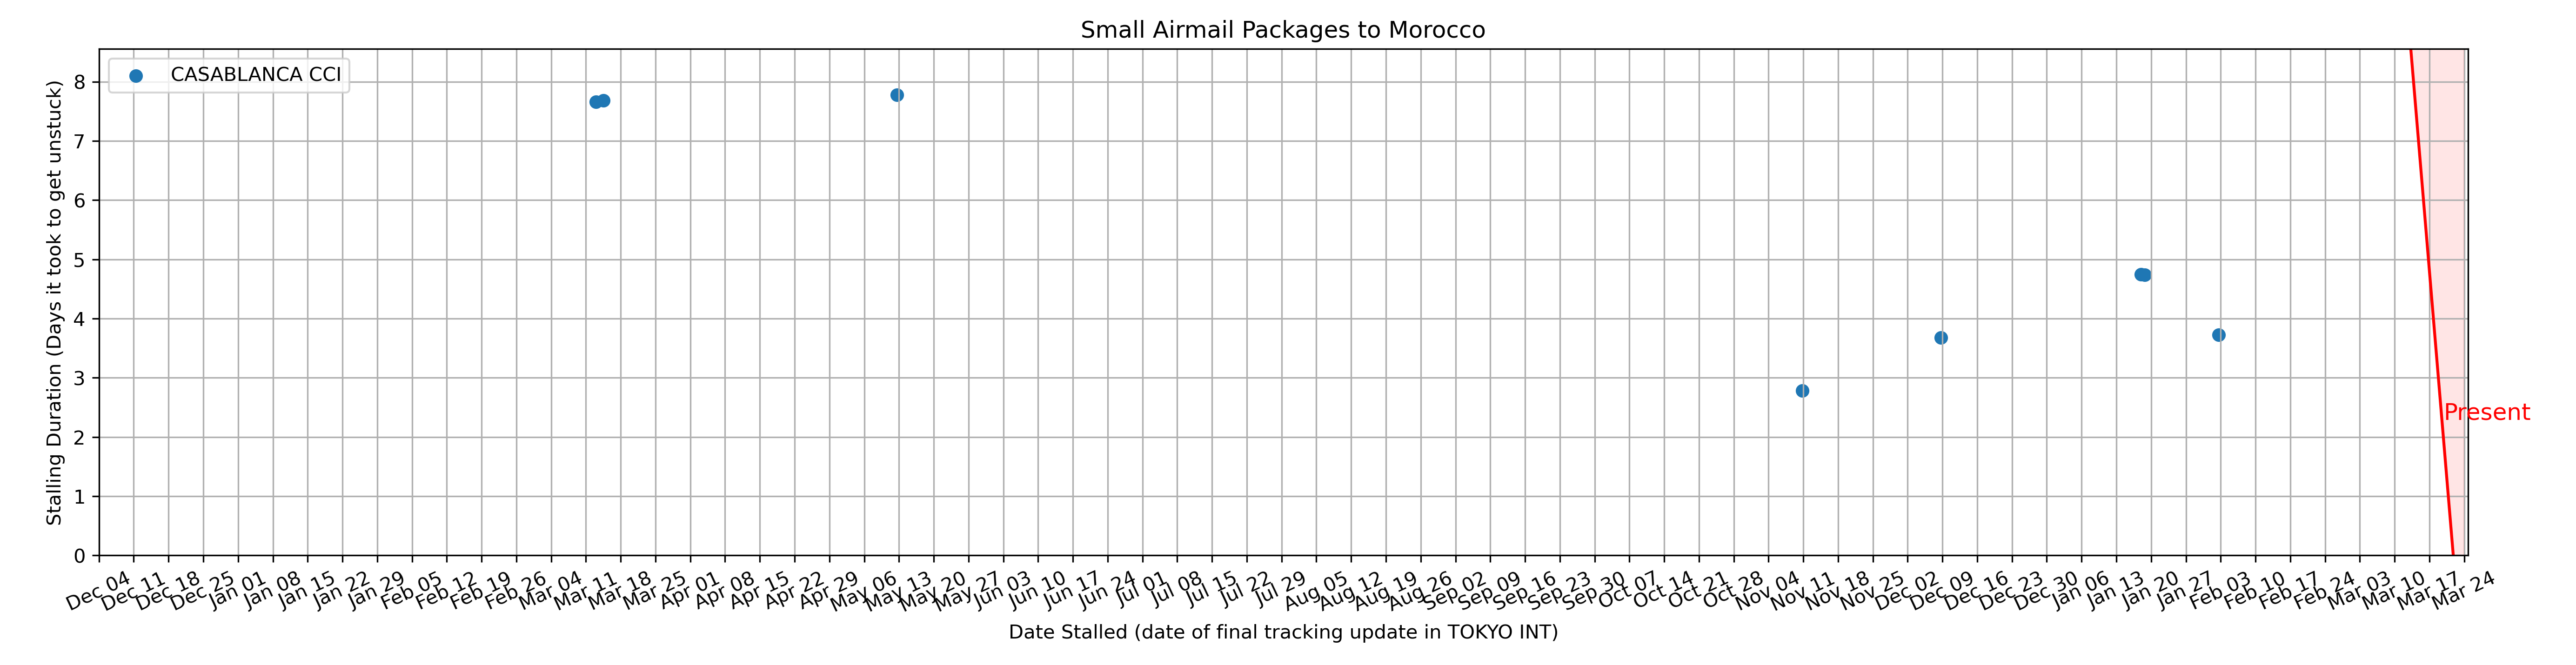 Small Airmail Packages to Morocco
CASABLANCA CCI
Stalling Duration (Days it took to get unstuck)
8
7
6
5
4
3
2
1
0
Present
Dec 04 Dec 11 Dec 18 Dec 25 Jan 01 Jan 08 Jan 15 Jan 22 Jan 29 Feb 05 Feb 12 Feb 19 Feb 26 Mar 04 Mar 11 Mar 18 Mar 25 Apr 01 Apr 08 Apr 15 Apr 22 Apr 29 May 06 May 13 May 20 May 27 Jun 03 Jun 10 Jun 17 Jun 24 Jul 01 Jul 08 Jul 15 Jul 22 Jul 29 Aug 05 Aug 12 Aug 19 Aug 26 Sep 02 Sep 09 Sep 16 Sep 23 Sep 30 Oct 07 Oct 14 Oct 21 Oct 28 Nov 04 Nov 11 Nov 18 Nov 25 Dec 02 Dec 09 Dec 16 Dec 23 Dec 30 Jan 06 Jan 13 Jan 20 Jan 27 Feb 03 Feb 10 Feb 17 Feb 24 Mar 03 Mar 10 Mar 17 Mar 24
Date Stalled (date of final tracking update in TOKYO INT)